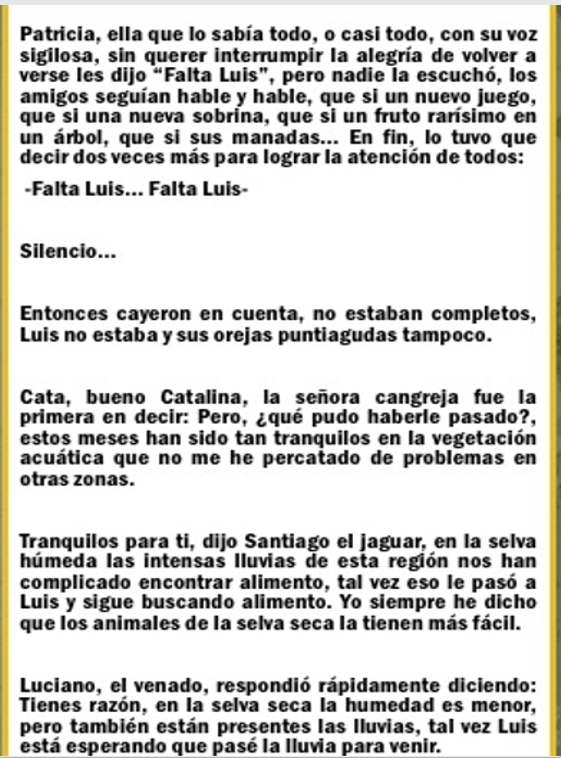 Patricia, ella que lo sabía todo, o casi todo, con su voz
sigilosa, sin querer interrumpir la alegría de volver a
verse les dijo “Falta Luis”, pero nadie la escuchó, los
amigos seguían hable y hable, que si un nuevo juego,
que si una nueva sobrina, que si un fruto rarísimo en
un árbol, que si sus manadas... En fin, lo tuvo que
decir dos veces más para lograr la atención de todos:
-Falta Luis... Falta Luis-
Silencio...
Entonces cayeron en cuenta, no estaban completos,
Luis no estaba y sus orejas puntiagudas tampoco.
Cata, bueno Catalina, la señora cangreja fue la
primera en decir: Pero, ¿qué pudo haberle pasado?,
estos meses han sido tan tranquilos en la vegetación
acuática que no me he percatado de problemas en
otras zonas.
Tranquilos para ti, dijo Santiago el jaguar, en la selva
húmeda las intensas lluvias de esta región nos han
complicado encontrar alimento, tal vez eso le pasó a
Luis y sigue buscando alimento. Yo siempre he dicho
que los animales de la selva seca la tienen más fácil.
Luciano, el venado, respondió rápidamente diciendo:
Tienes razón, en la selva seca la humedad es menor,
pero también están presentes las lluvias, tal vez Luis
está esperando que pasé la lluvia para venir.